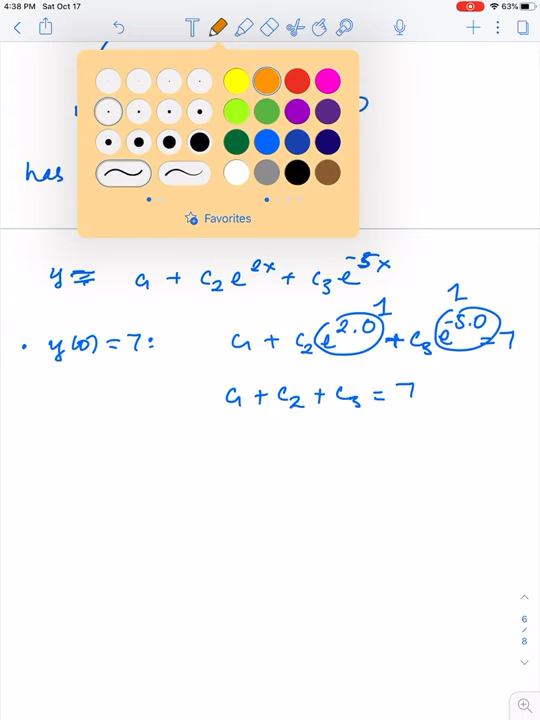 4:38 PM Sat Oct 17
63%
T
has
Favorites
y = c₁ + c₂e^{2x} + c₃e^{-5x}
1 1
· y(0) = 7: c₁ + c₂e^{2·0} + c₃e^{-5·0} = 7
c₁ + c₂ + c₃ = 7
6
/
8